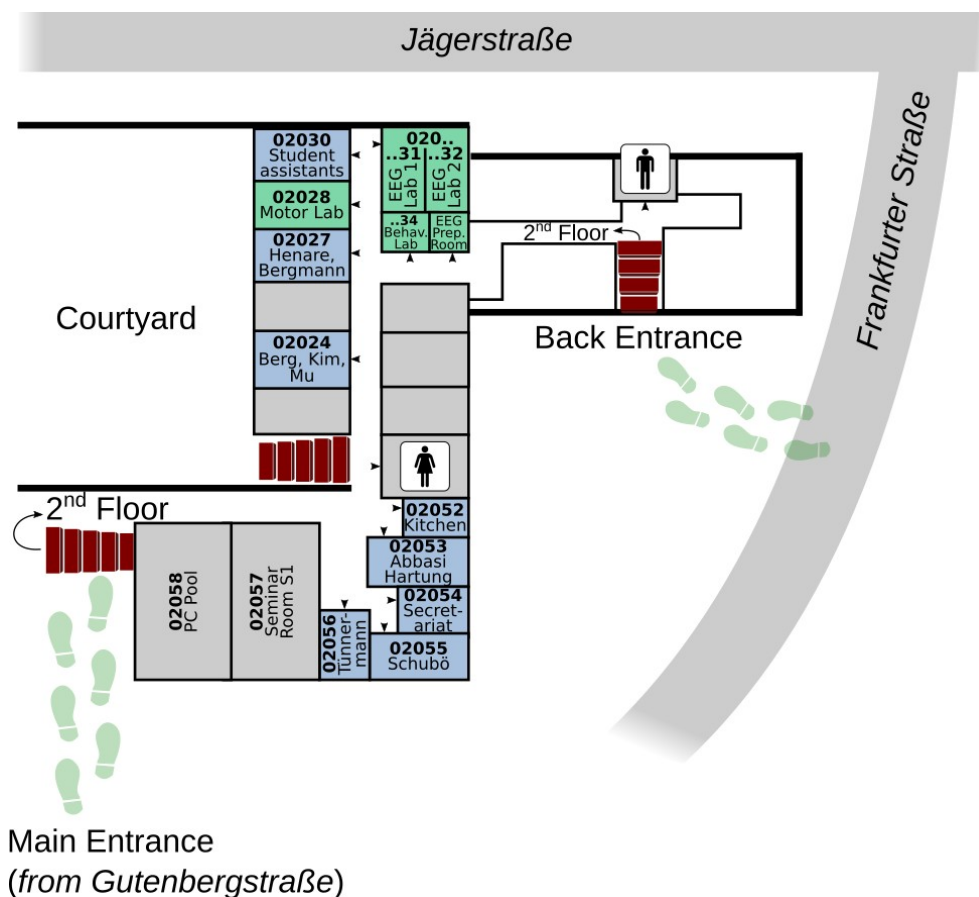 Jägerstraße
Frankfurter Straße
02030
Student
assistants
02028
Motor Lab
02027
Henare,
Bergmann
02024
Berg, Kim,
Mu
020..
..31
EEG
Lab 1
..32
EEG
Lab 2
..34
Behav.
Lab
EEG
Prep.
Room
2nd Floor
Courtyard
Back Entrance
2nd Floor
02052
Kitchen
02053
Abbasi
Hartung
02054
Secret-
ariat
02055
Schubö
02056
Tünner-
mann
02057
Seminar
Room S1
02058
PC Pool
Main Entrance
(from Gutenbergstraße)